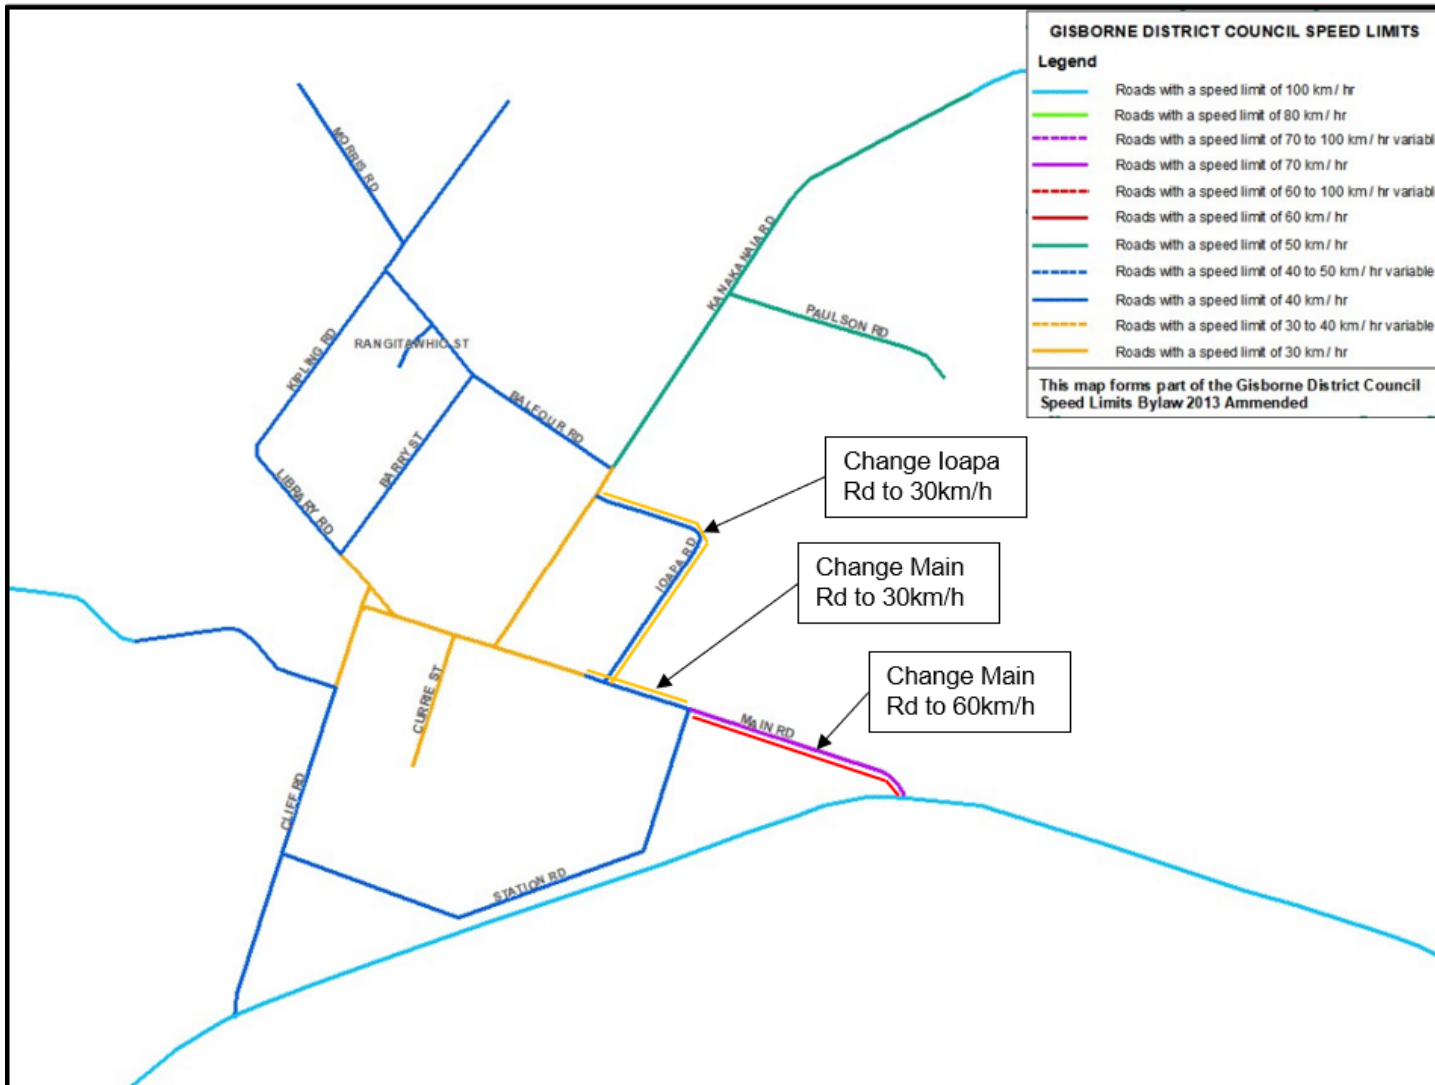 GISBORNE DISTRICT COUNCIL SPEED LIMITS
Legend
Roads with a speed limit of 100 km / hr
Roads with a speed limit of 80 km / hr
Roads with a speed limit of 70 to 100 km / hr variable
Roads with a speed limit of 70 km / hr
Roads with a speed limit of 60 to 100 km / hr variabl
Roads with a speed limit of 60 km / hr
Roads with a speed limit of 50 km / hr
Roads with a speed limit of 40 to 50 km / hr variable
Roads with a speed limit of 40 km / hr
Roads with a speed limit of 30 to 40 km / hr variable
Roads with a speed limit of 30 km / hr
This map forms part of the Gisborne District Council
Speed Limits Bylaw 2013 Ammended
MORRIS RD
KANAKANAIA RD
PAULSON RD
RANGITAWHIO ST
KIPLING RD
BALFOUR RD
BARRY ST
LIBRARY RD
Change Ioapa
Rd to 30km/h
IOAPA RD
Change Main
Rd to 30km/h
Change Main
Rd to 60km/h
CURRIE ST
MAIN RD
CLIFF RD
STATION RD